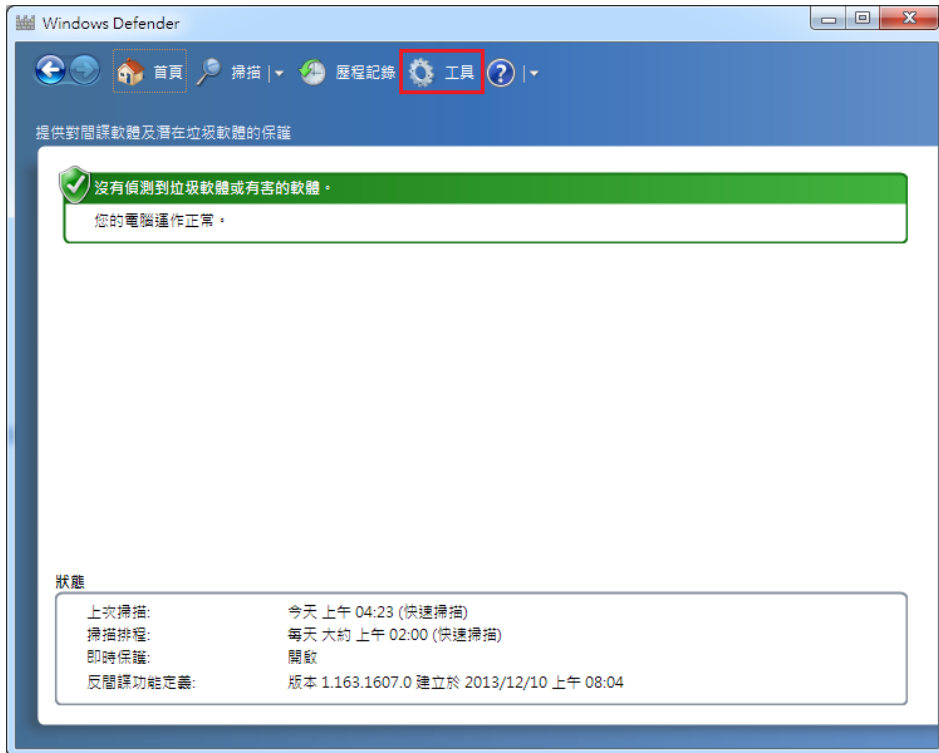 Windows Defender
首頁 掃描 歷程記錄 工具 ?
提供對間諜軟體及潛在垃圾軟體的保護
沒有偵測到垃圾軟體或有害的軟體。
您的電腦運作正常。
狀態
上次掃描: 今天 上午 04:23 (快速掃描)
掃描排程: 每天 大約 上午 02:00 (快速掃描)
即時保護: 開啟
反間諜功能定義: 版本 1.163.1607.0 建立於 2013/12/10 上午 08:04